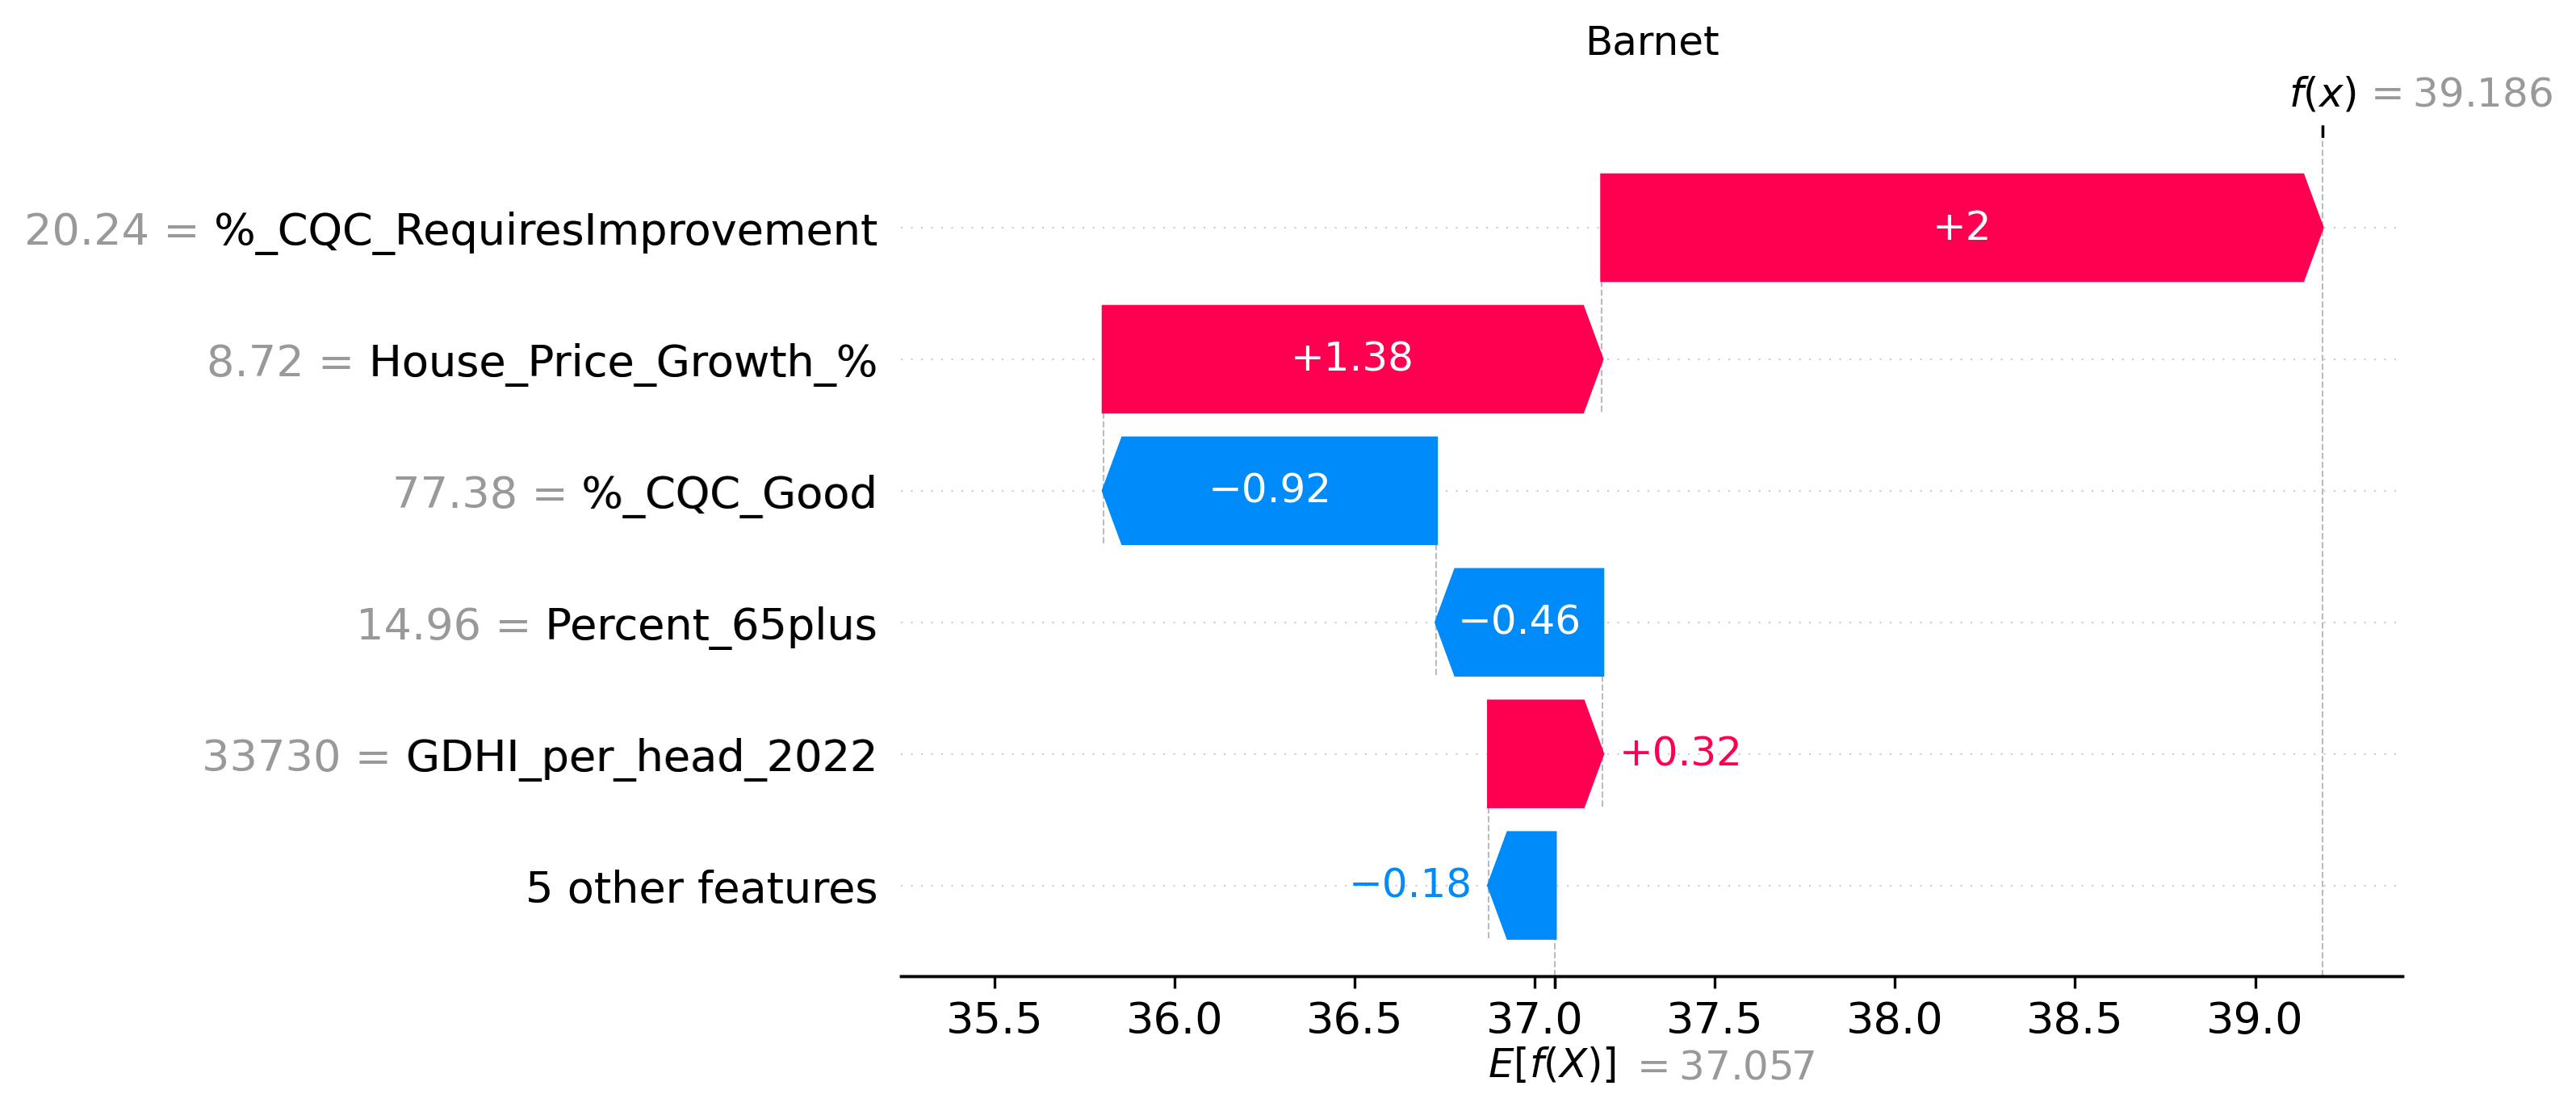 Barnet
f(x) = 39.186
20.24 = %_CQC_RequiresImprovement
+2
8.72 = House_Price_Growth_%
+1.38
77.38 = %_CQC_Good
−0.92
14.96 = Percent_65plus
−0.46
33730 = GDHI_per_head_2022
+0.32
5 other features
−0.18
35.5 36.0 36.5 37.0 37.5 38.0 38.5 39.0
E[f(X)] = 37.057